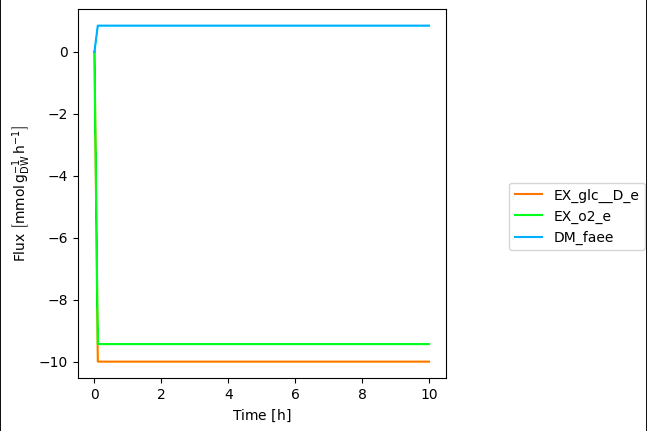 Flux [mmol g_DW^-1 h^-1]
0
−2
−4
−6
−8
−10
0 2 4 6 8 10
Time [h]
EX_glc__D_e
EX_o2_e
DM_faee